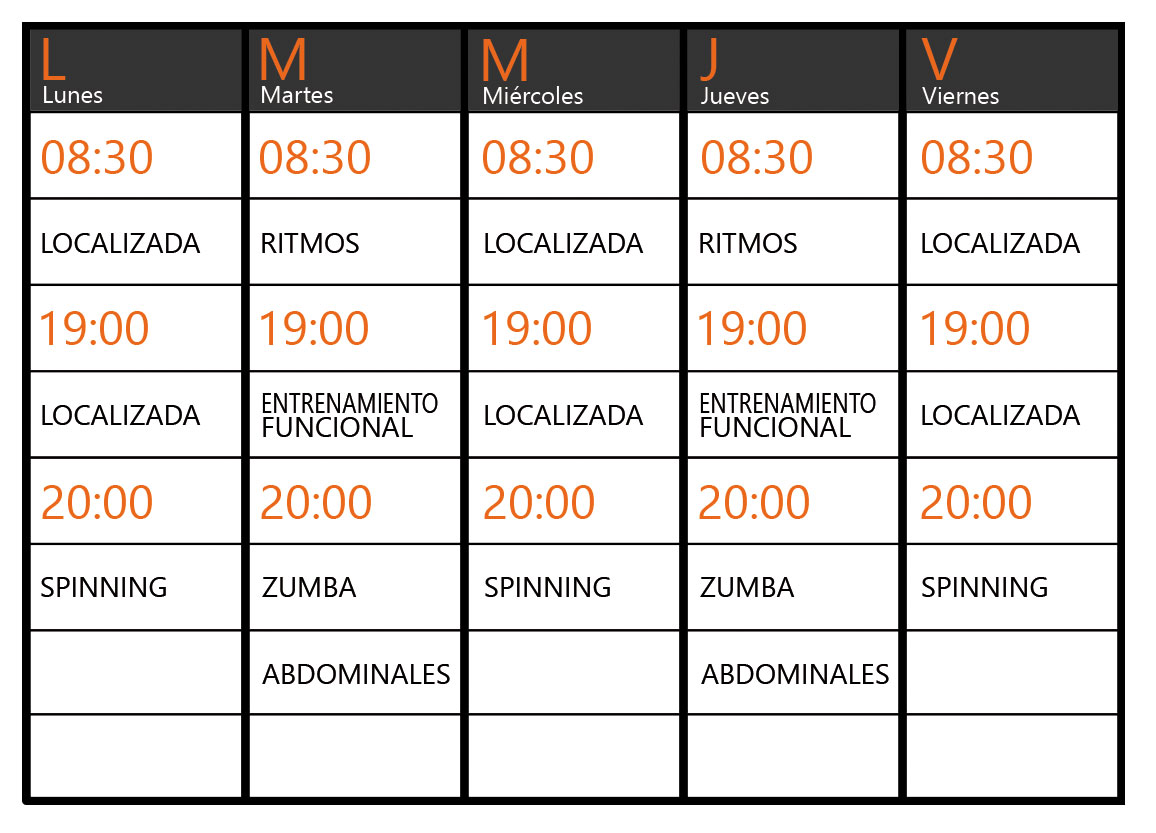 L M M J V
Lunes Martes Miércoles Jueves Viernes
08:30 08:30 08:30 08:30 08:30
LOCALIZADA RITMOS LOCALIZADA RITMOS LOCALIZADA
19:00 19:00 19:00 19:00 19:00
LOCALIZADA ENTRENAMIENTO FUNCIONAL LOCALIZADA ENTRENAMIENTO FUNCIONAL LOCALIZADA
20:00 20:00 20:00 20:00 20:00
SPINNING ZUMBA SPINNING ZUMBA SPINNING
ABDOMINALES ABDOMINALES